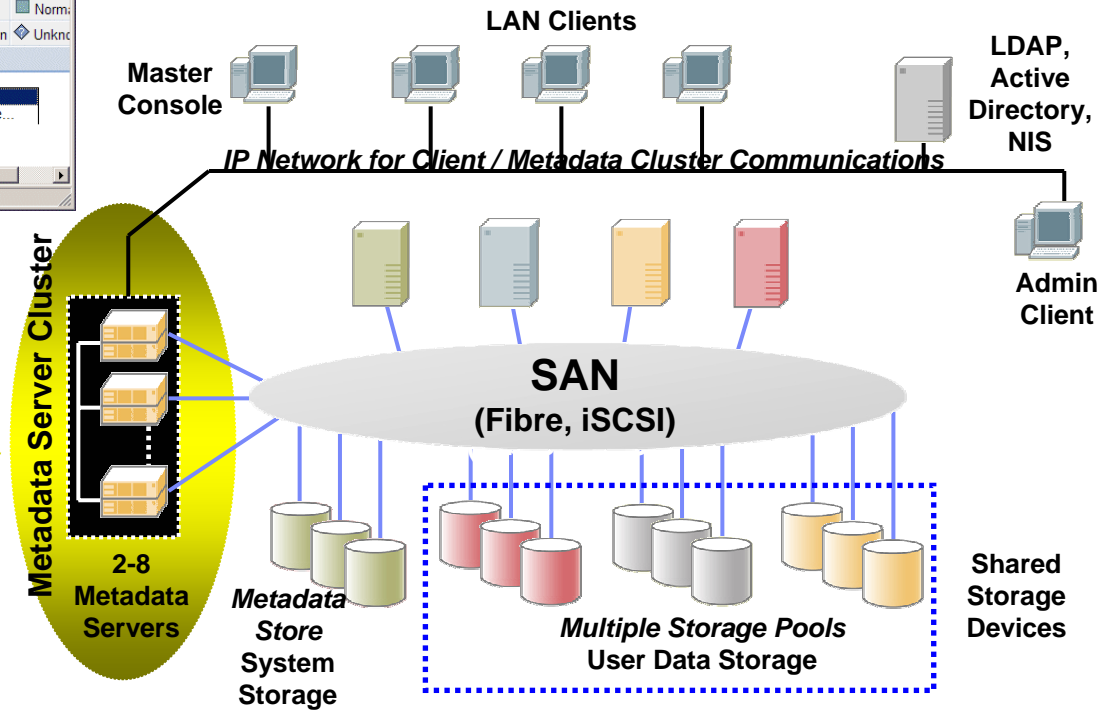 Norma
n Unkno
e...
LAN Clients
Master
Console
LDAP,
Active
Directory,
NIS
IP Network for Client / Metadata Cluster Communications
Admin
Client
Metadata Server Cluster
SAN
(Fibre, iSCSI)
2-8
Metadata
Servers
Metadata
Store
System
Storage
Multiple Storage Pools
User Data Storage
Shared
Storage
Devices